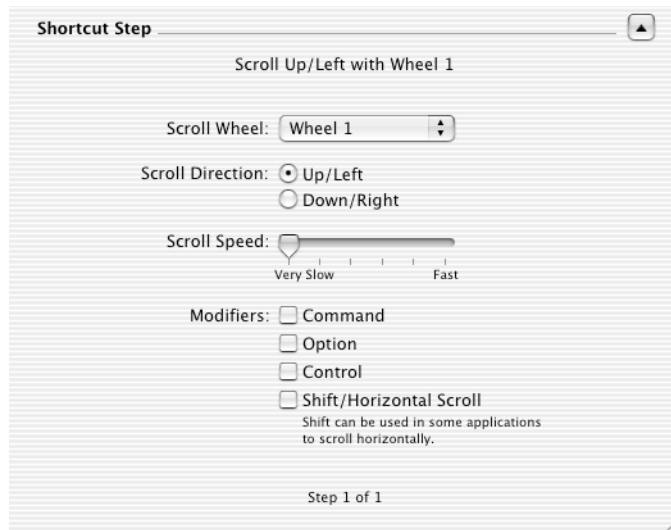 Shortcut Step
Scroll Up/Left with Wheel 1
Scroll Wheel: Wheel 1
Scroll Direction: Up/Left
Down/Right
Scroll Speed:
Very Slow Fast
Modifiers: Command
Option
Control
Shift/Horizontal Scroll
Shift can be used in some applications
to scroll horizontally.
Step 1 of 1